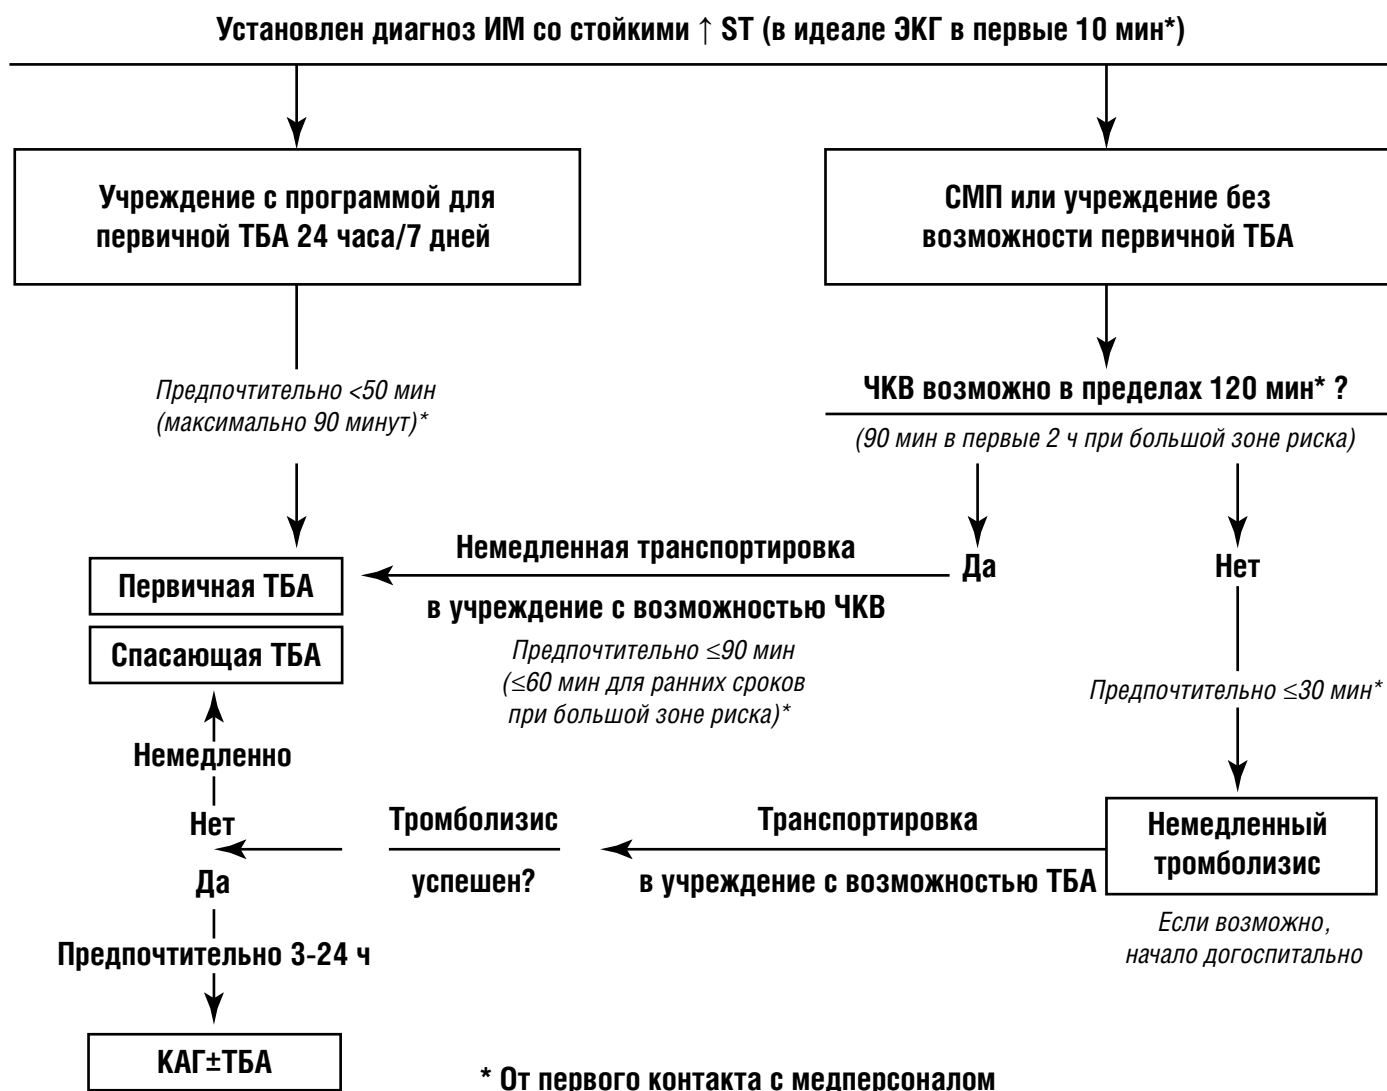 Установлен диагноз ИМ со стойкими ↑ ST (в идеале ЭКГ в первые 10 мин*)
Учреждение с программой для
первичной ТБА 24 часа/7 дней
СМП или учреждение без
возможности первичной ТБА
Предпочтительно <50 мин
(максимально 90 минут)*
ЧКВ возможно в пределах 120 мин* ?
(90 мин в первые 2 ч при большой зоне риска)
Немедленная транспортировка
в учреждение с возможностью ЧКВ
Да
Нет
Первичная ТБА
Спасающая ТБА
Предпочтительно ≤90 мин
(≤60 мин для ранних сроков
при большой зоне риска)*
Предпочтительно ≤30 мин*
Немедленно
Нет
Да
Тромболизис
успешен?
Транспортировка
в учреждение с возможностью ТБА
Немедленный
тромболизис
Если возможно,
начало догоспитально
Предпочтительно 3-24 ч
КАГ±ТБА
* От первого контакта с медперсоналом